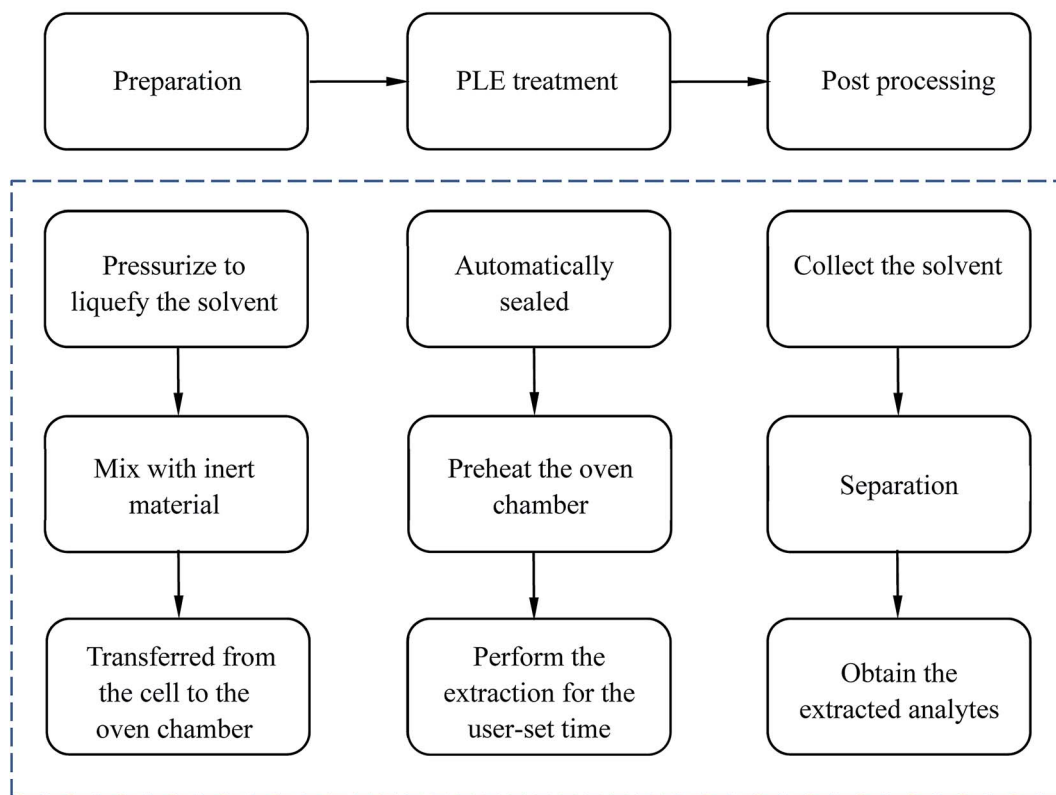 Preparation
PLE treatment
Post processing
Pressurize to
liquefy the solvent
Automatically
sealed
Collect the solvent
Mix with inert
material
Preheat the oven
chamber
Separation
Transferred from
the cell to the
oven chamber
Perform the
extraction for the
user-set time
Obtain the
extracted analytes